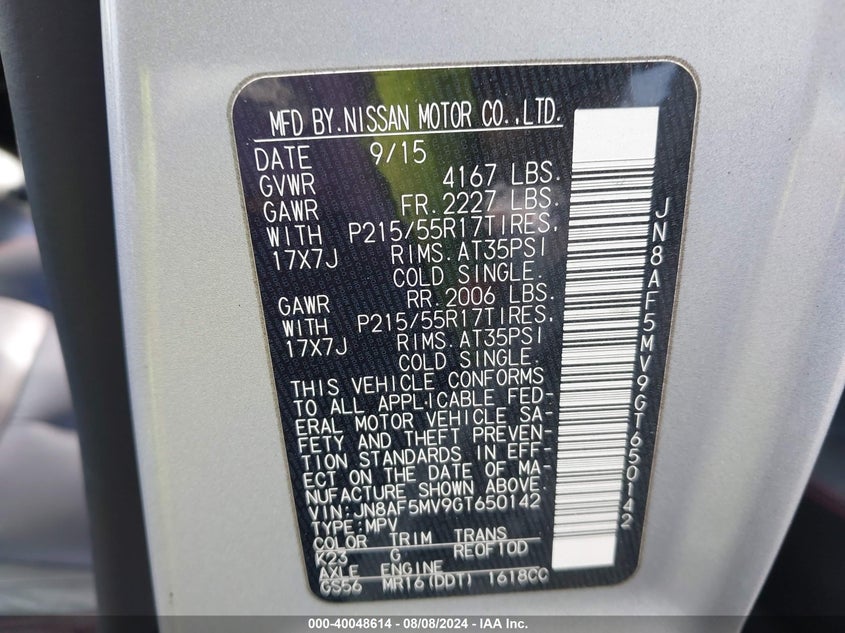 MFD BY.NISSAN MOTOR CO.,LTD.
DATE 9/15
GVWR 4167 LBS.
GAWR FR.2227 LBS.
WITH P215/55R17TIRES,
17X7J RIMS.AT35PSI
COLD SINGLE.
GAWR RR.2006 LBS.
WITH P215/55R17TIRES,
17X7J RIMS.AT35PSI
COLD SINGLE.
THIS VEHICLE CONFORMS
TO ALL APPLICABLE FED-
ERAL MOTOR VEHICLE SA-
FETY AND THEFT PREVEN-
TION STANDARDS IN EFF-
ECT ON THE DATE OF MA-
NUFACTURE SHOWN ABOVE.
VIN:JN8AF5MV9GT650142
TYPE:MPV
COLOR TRIM TRANS
K23 G RE0F10D
AXLE ENGINE
GS56 MR16(DDT) 1618CC
JN8AF5MV9GT650142
000-40048614 - 08/08/2024 - IAA Inc.